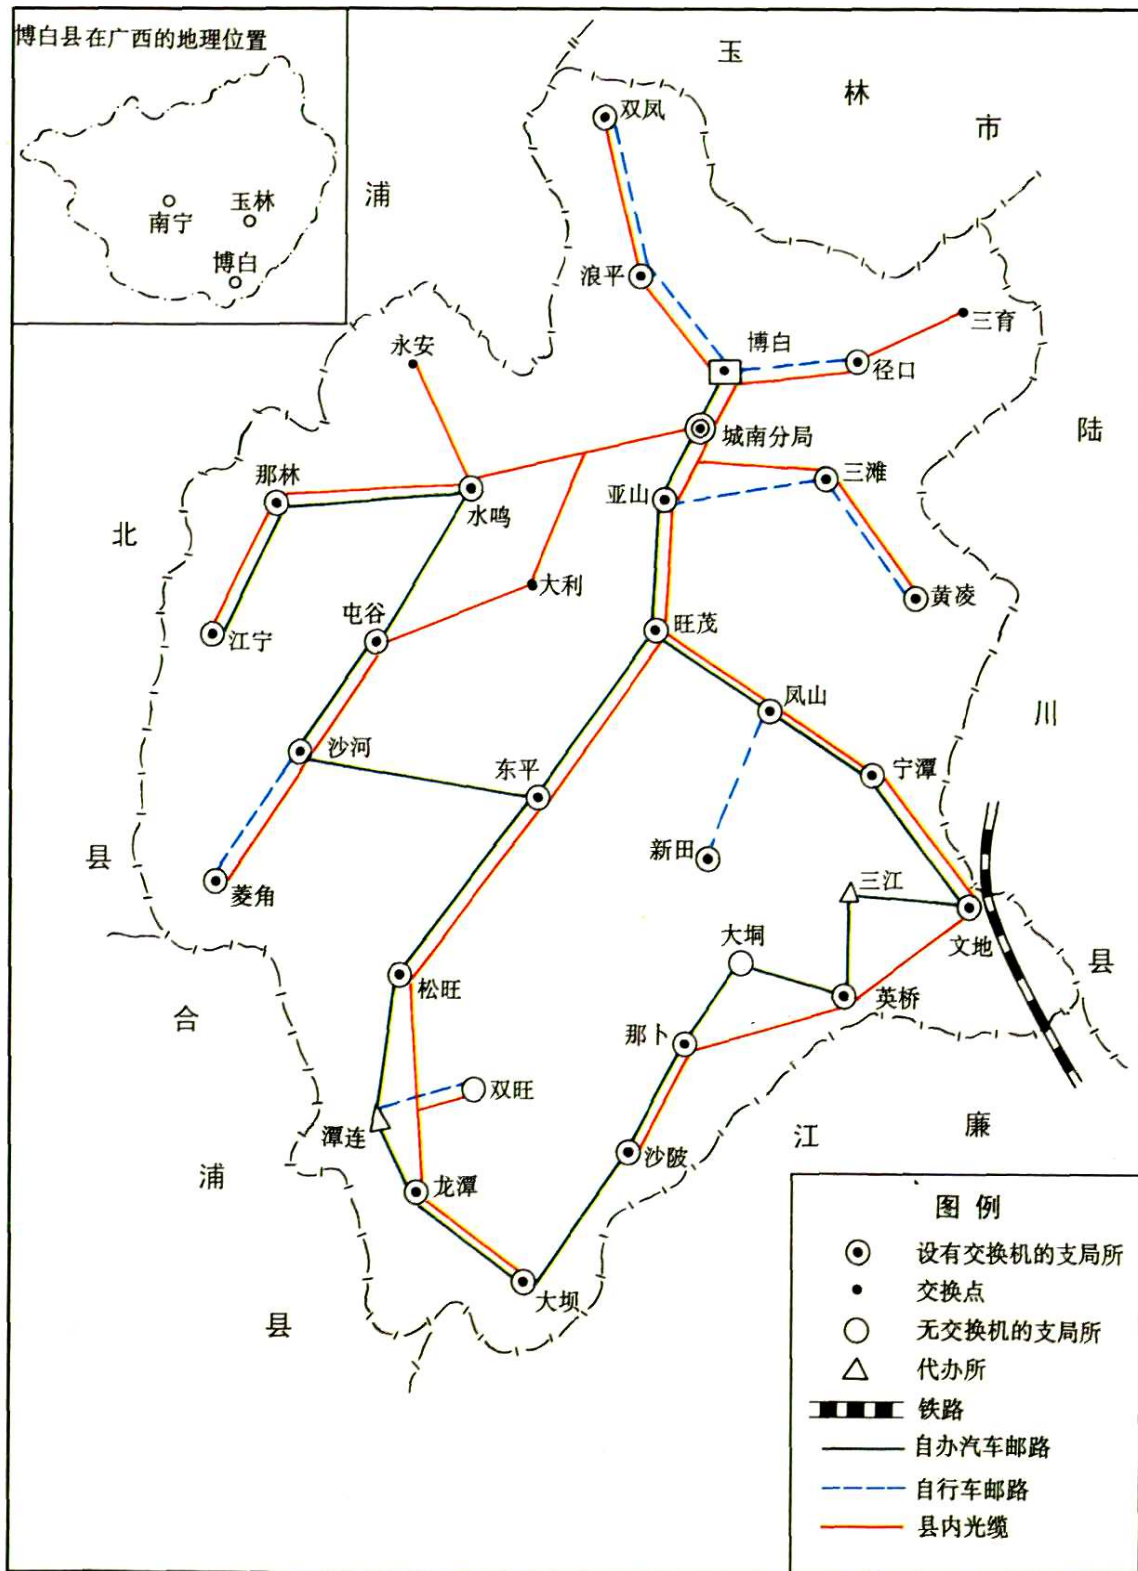 博白县在广西的地理位置
南宁
玉林
博白
玉
林
市
浦
北
县
陆
川
县
合
浦
县
廉
江
双凤
浪平
博白
三育
径口
永安
城南分局
那林
水鸣
亚山
三滩
大利
黄凌
江宁
屯谷
旺茂
凤山
沙河
东平
宁潭
新田
菱角
三江
文地
大垌
松旺
英桥
那卜
双旺
潭连
沙陂
龙潭
大坝
图例
设有交换机的支局所
交换点
无交换机的支局所
代办所
铁路
自办汽车邮路
自行车邮路
县内光缆